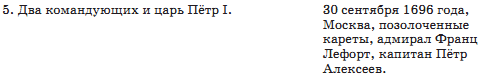 5. Два командующих и царь Пётр I.
30 сентября 1696 года,
Москва, позолоченные
кареты, адмирал Франц
Лефорт, капитан Пётр
Алексеев.